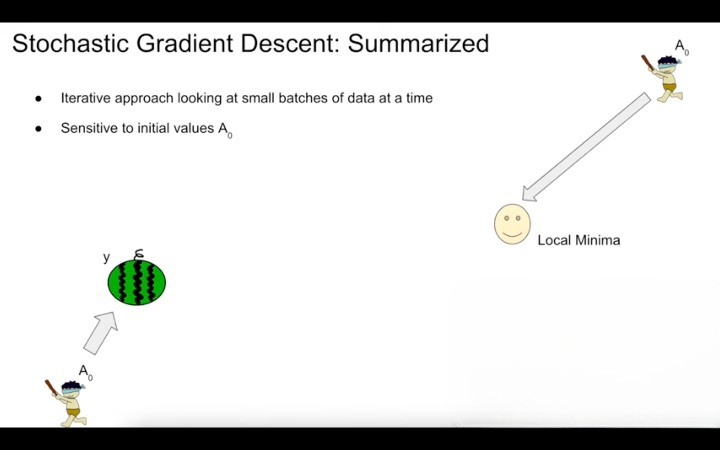 Stochastic Gradient Descent: Summarized
A0
● Iterative approach looking at small batches of data at a time
● Sensitive to initial values A0
Local Minima
y
A0